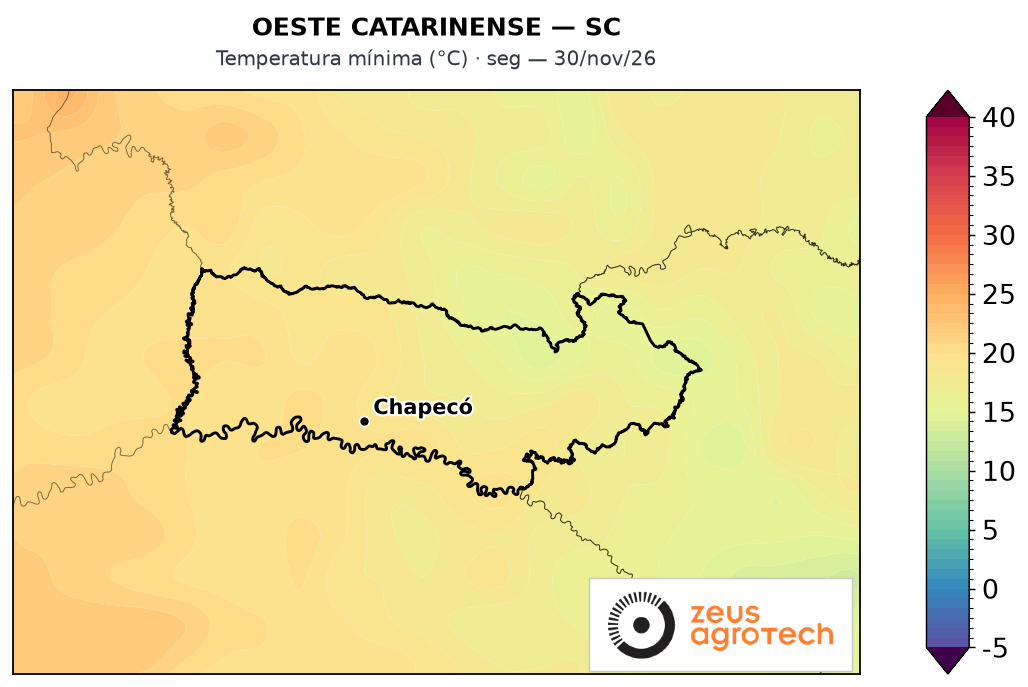 OESTE CATARINENSE — SC
Temperatura mínima (°C) · seg — 30/nov/26
Chapecó
40
35
30
25
20
15
10
5
0
-5
zeus
agrotech